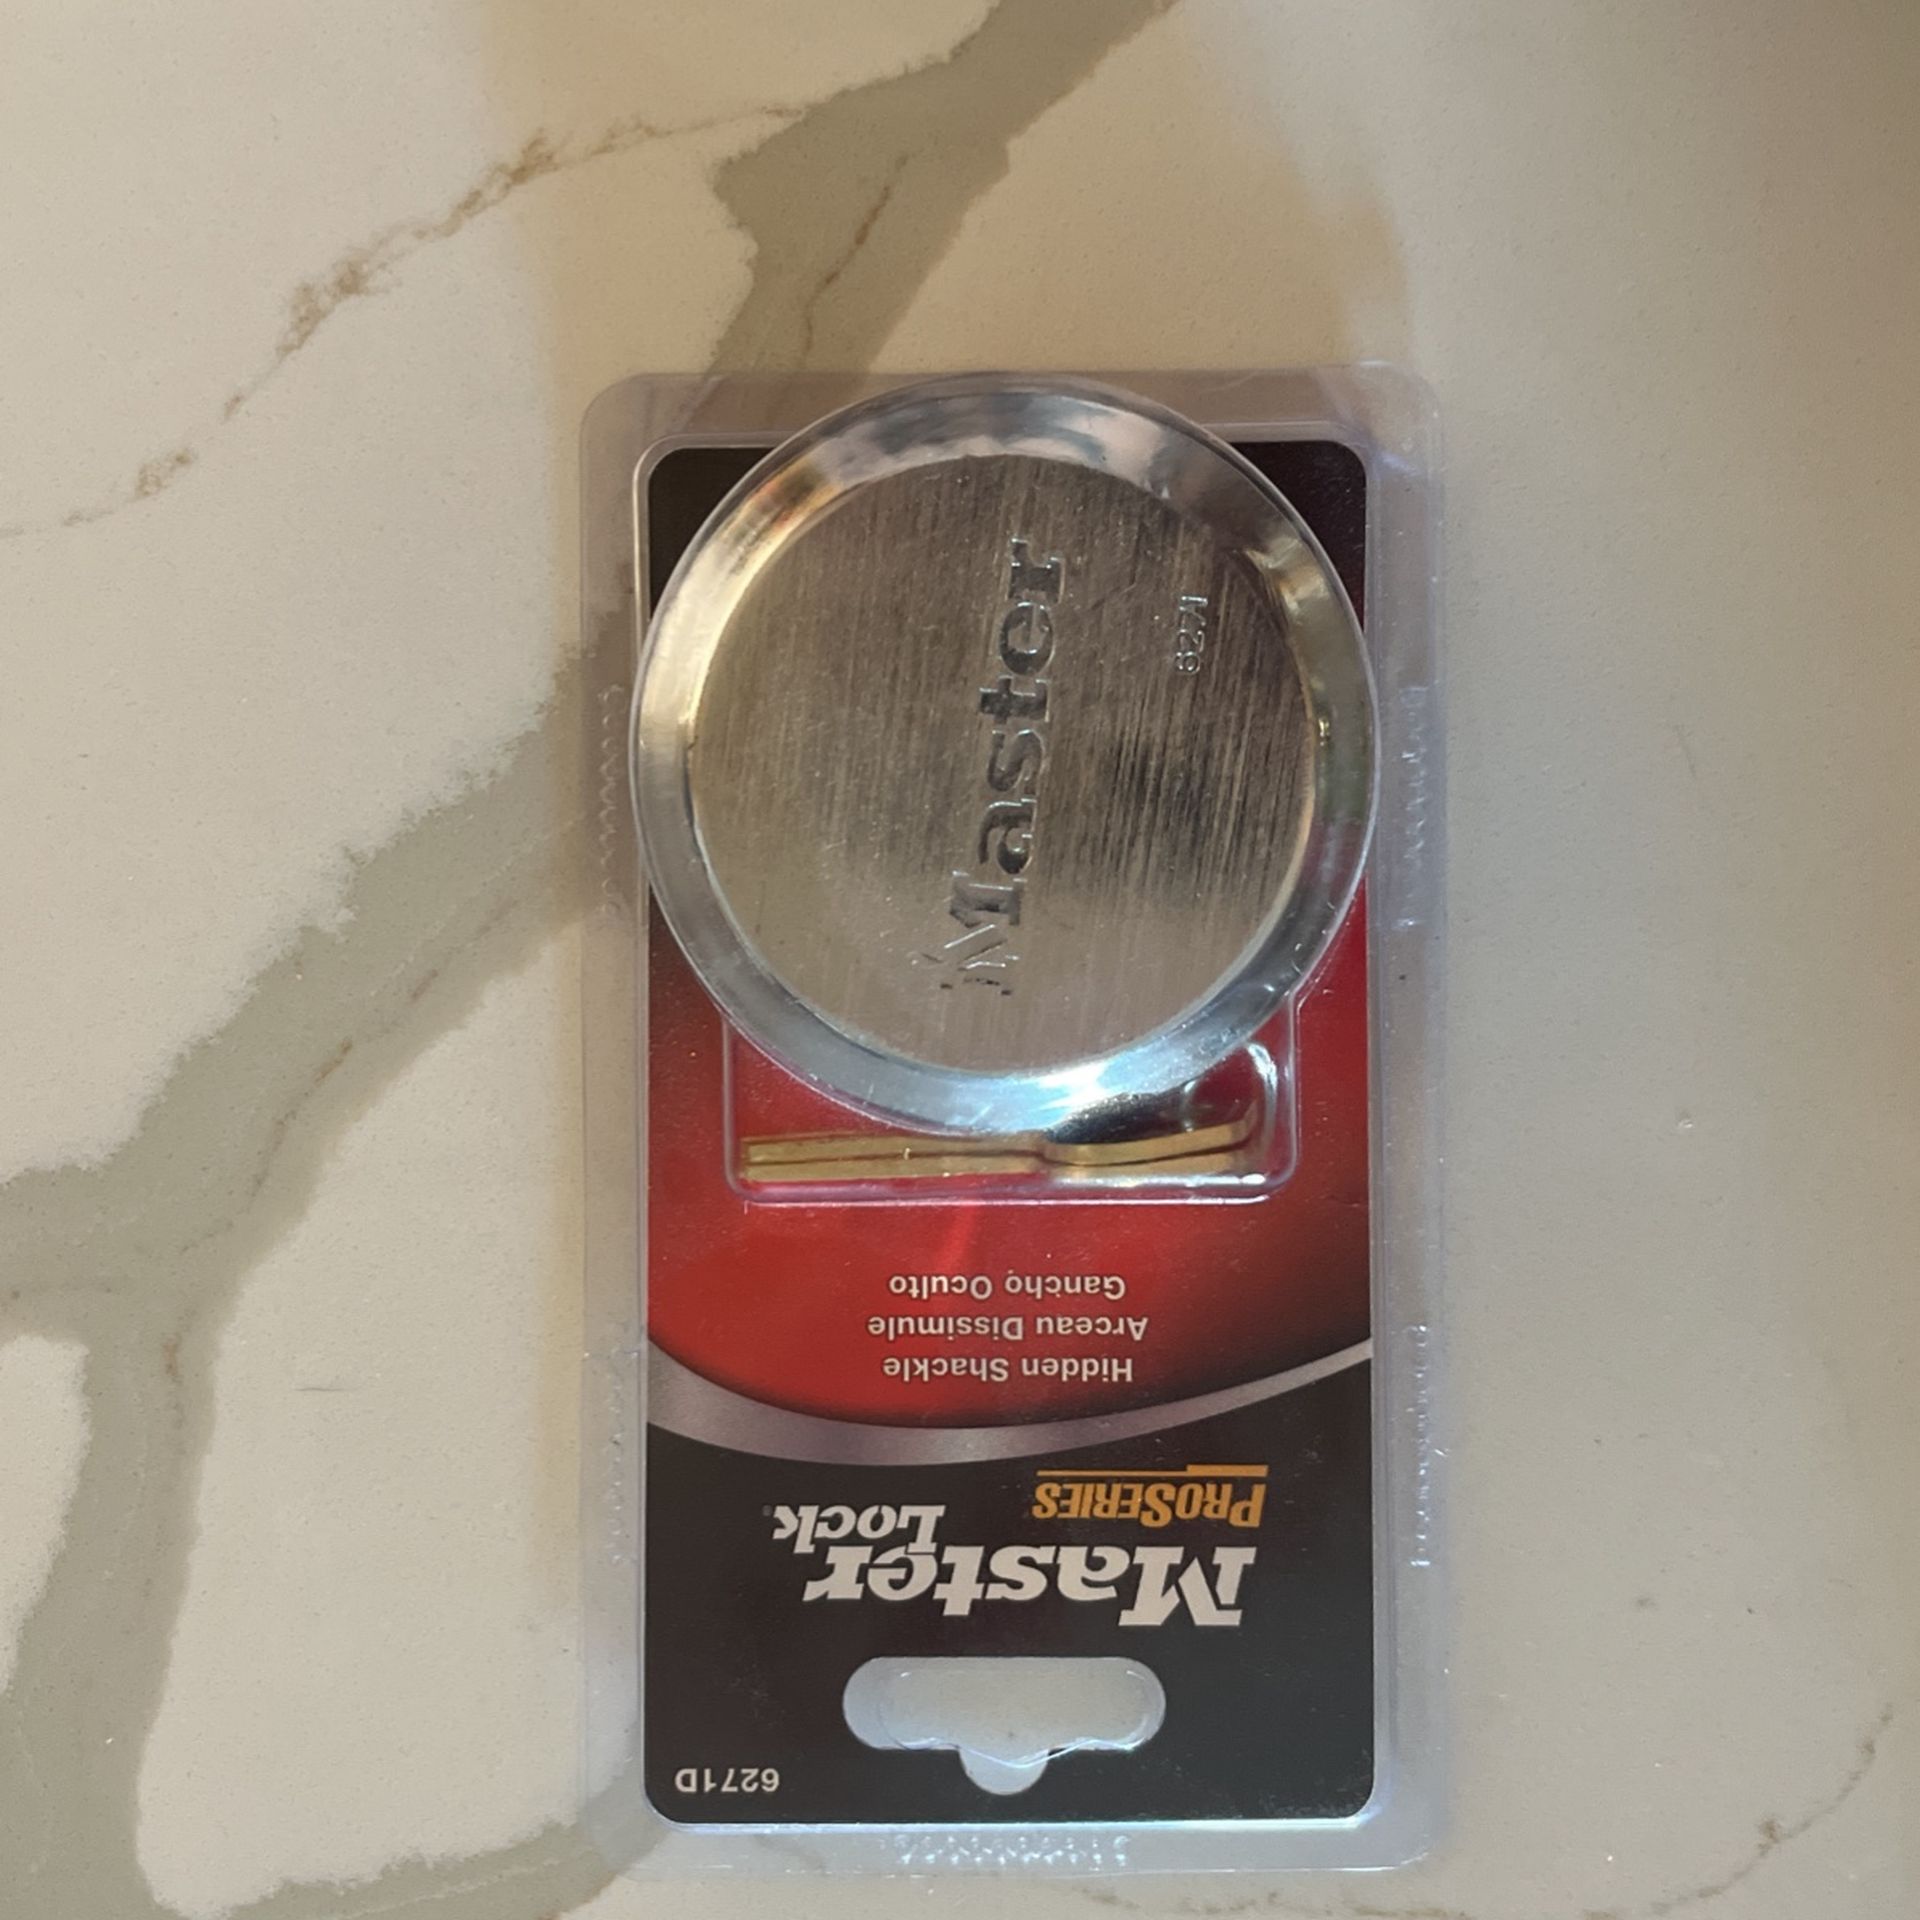 6271D
Master
Lock
PROSERIES
Hidden Shackle
Arceau Dissimule
Gancho Oculto
Master
6271